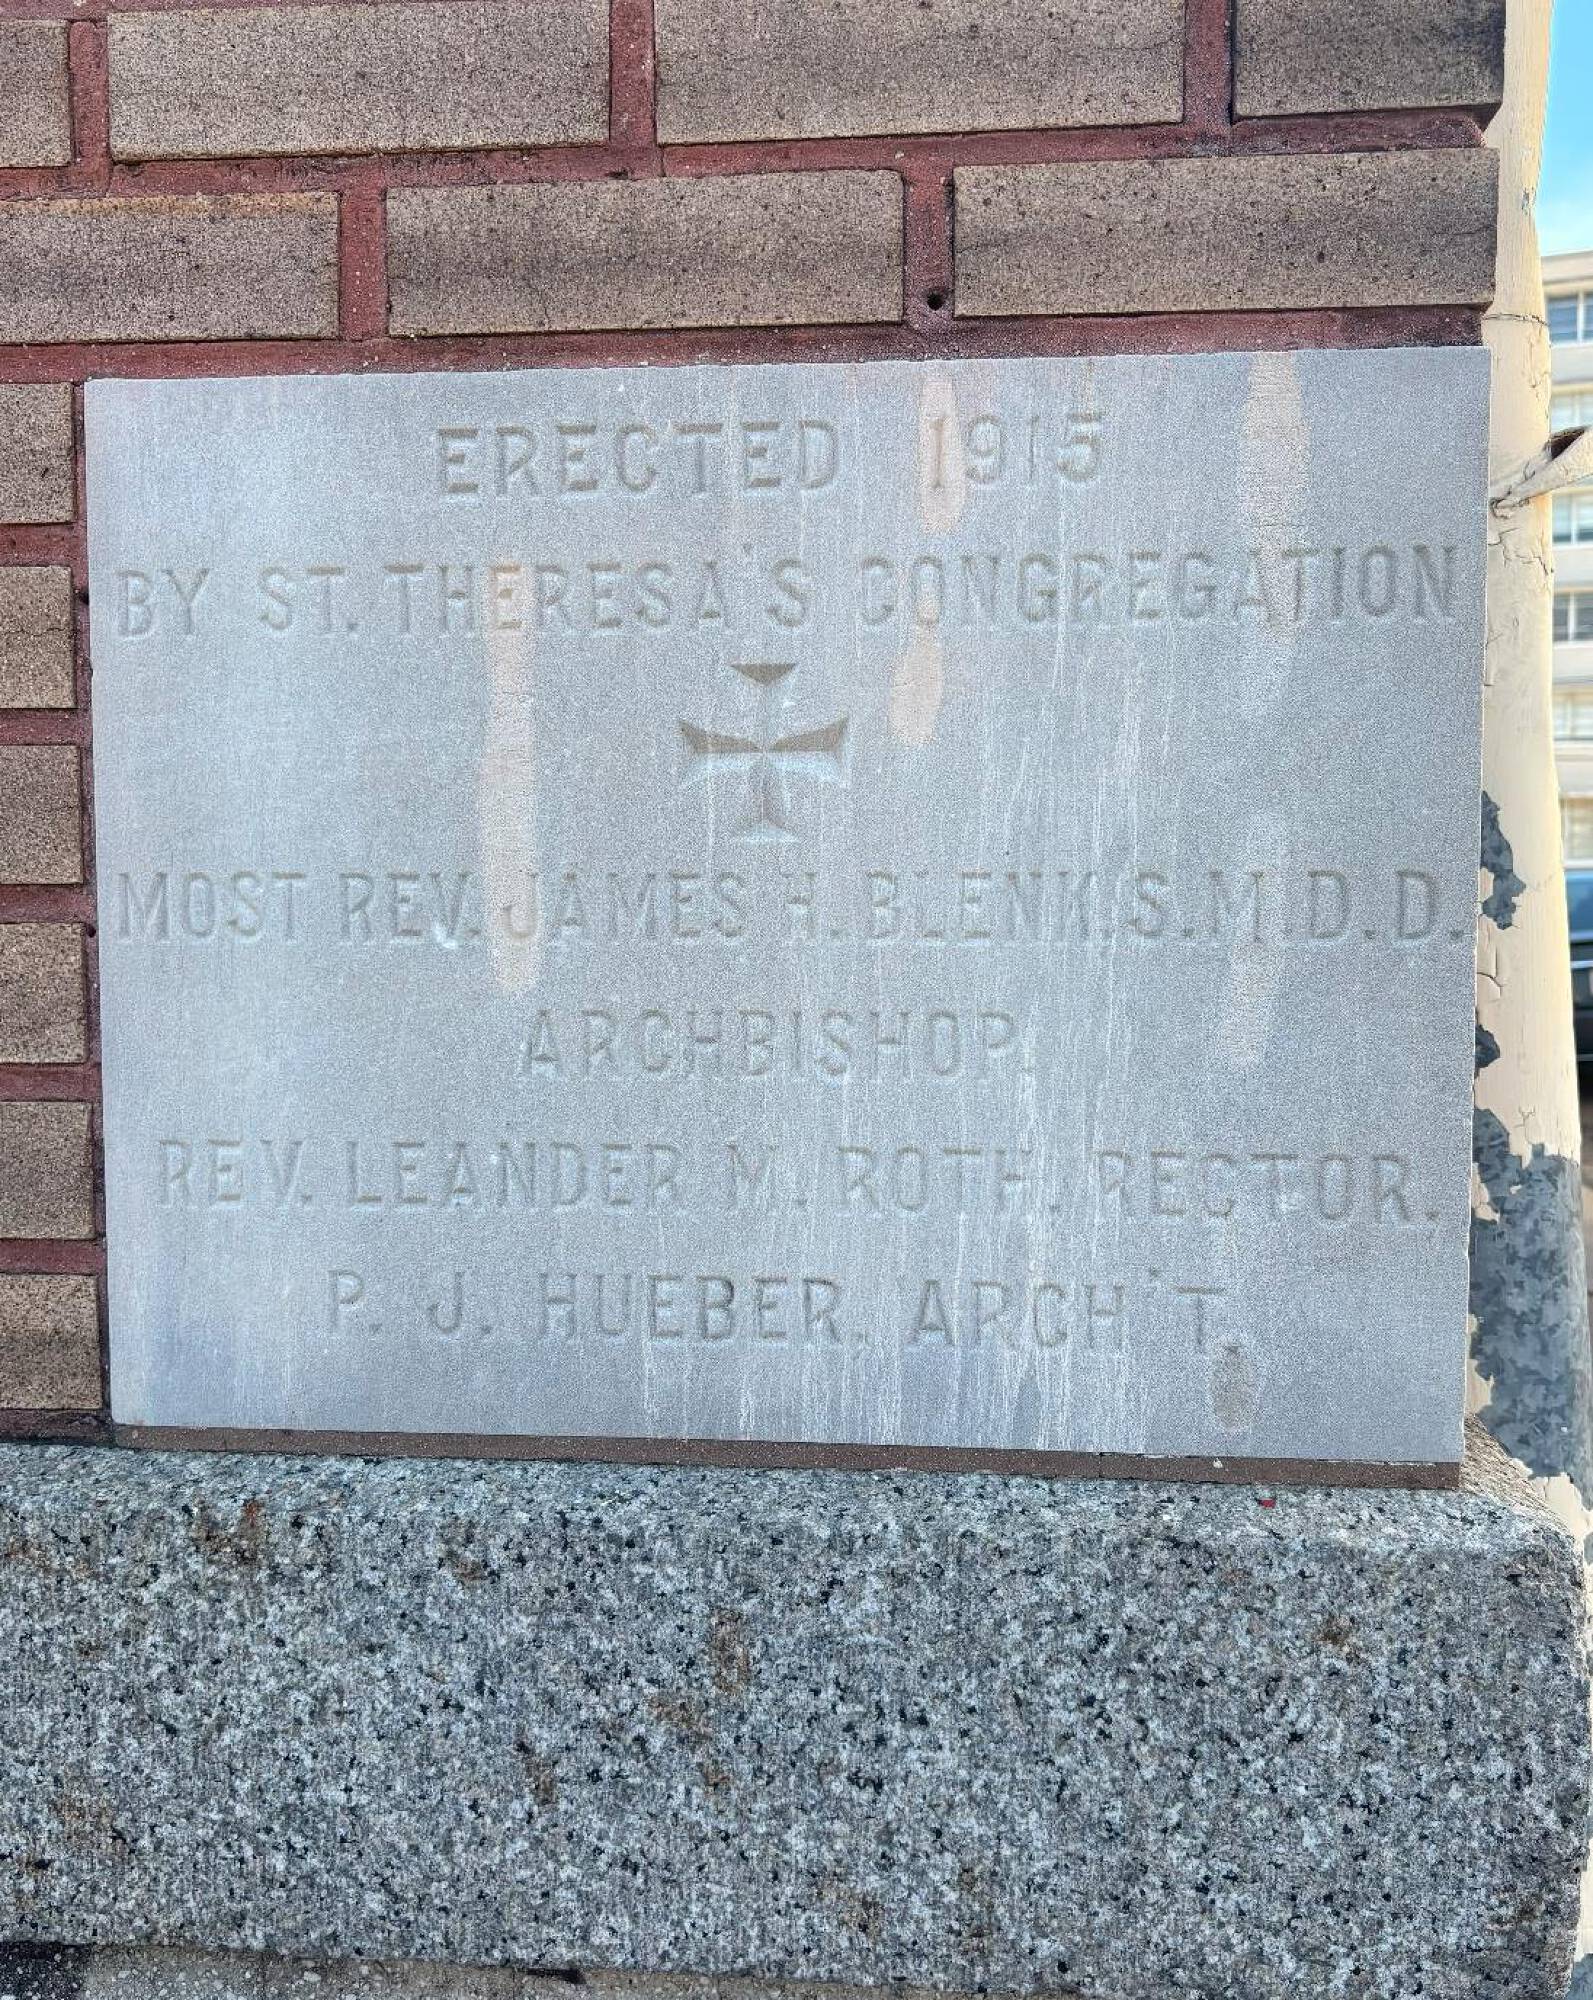 ERECTED 1915
BY ST. THERESA'S CONGREGATION
MOST REV. JAMES H. BLENK. S.M. D.D.
ARCHBISHOP.
REV. LEANDER M. ROTH. RECTOR.
P. J. HUEBER, ARCH'T.